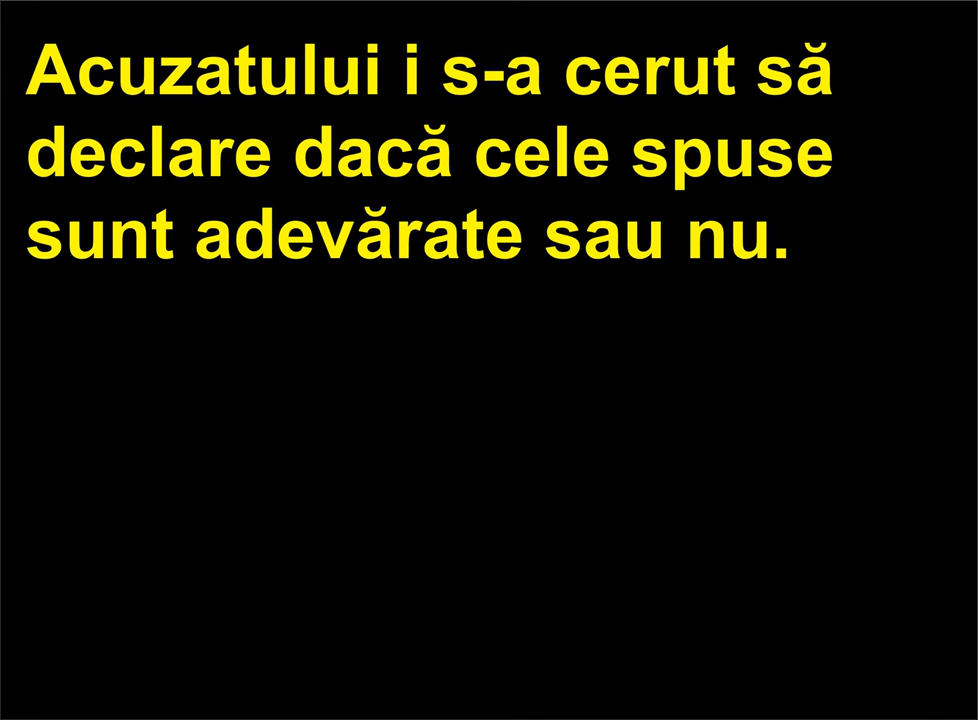 Acuzatului i s-a cerut să
declare dacă cele spuse
sunt adevărate sau nu.